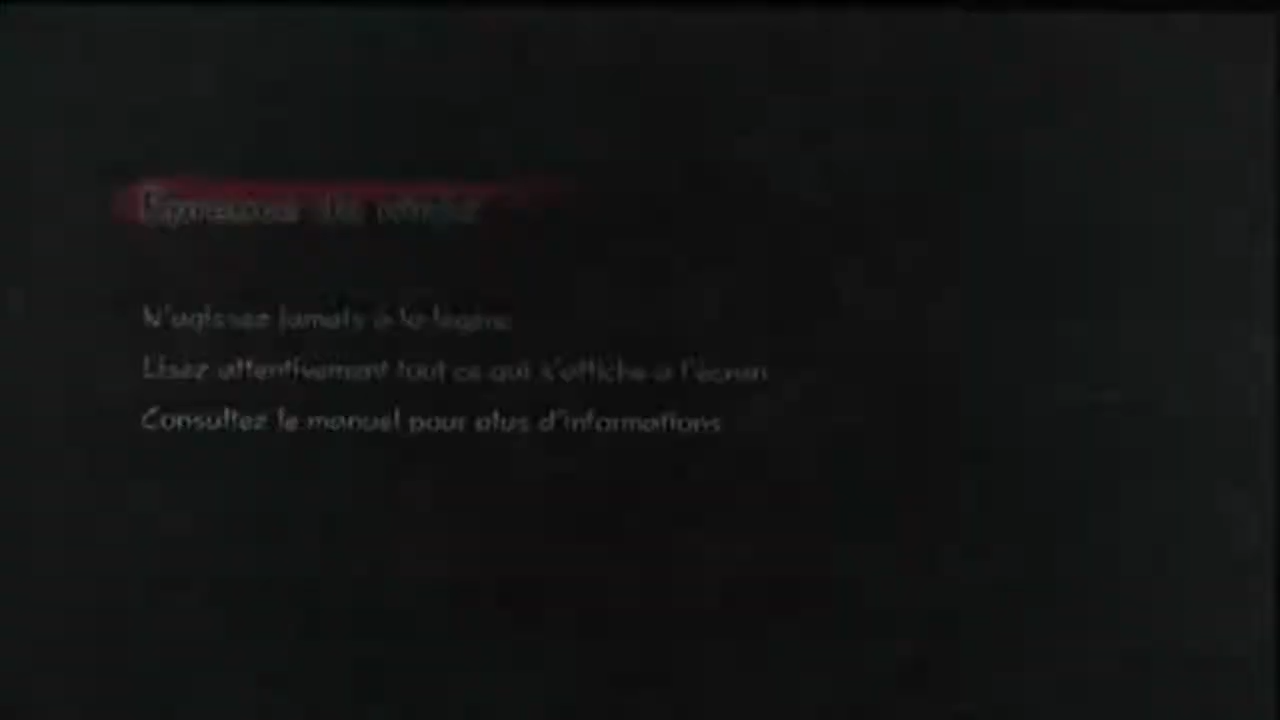 N'agissez jamais à la légère
Lisez attentivement tout ce qui s'affiche à l'écran
Consultez le manuel pour plus d'informations